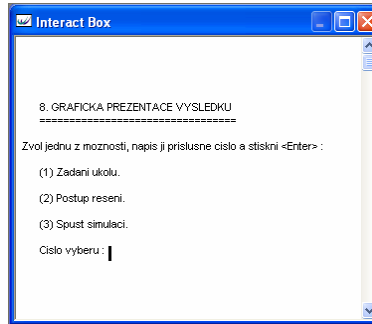 Interact Box
8. GRAFICKA PREZENTACE VYSLEDKU
==================================
Zvol jednu z moznosti, napis ji prislusne cislo a stiskni <Enter> :
(1) Zadani ukolu.
(2) Postup reseni.
(3) Spust simulaci.
Cislo vyberu :